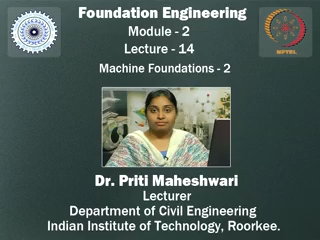 Foundation Engineering
Module - 2
Lecture - 14
Machine Foundations - 2
NPTEL
Dr. Priti Maheshwari
Lecturer
Department of Civil Engineering
Indian Institute of Technology, Roorkee.